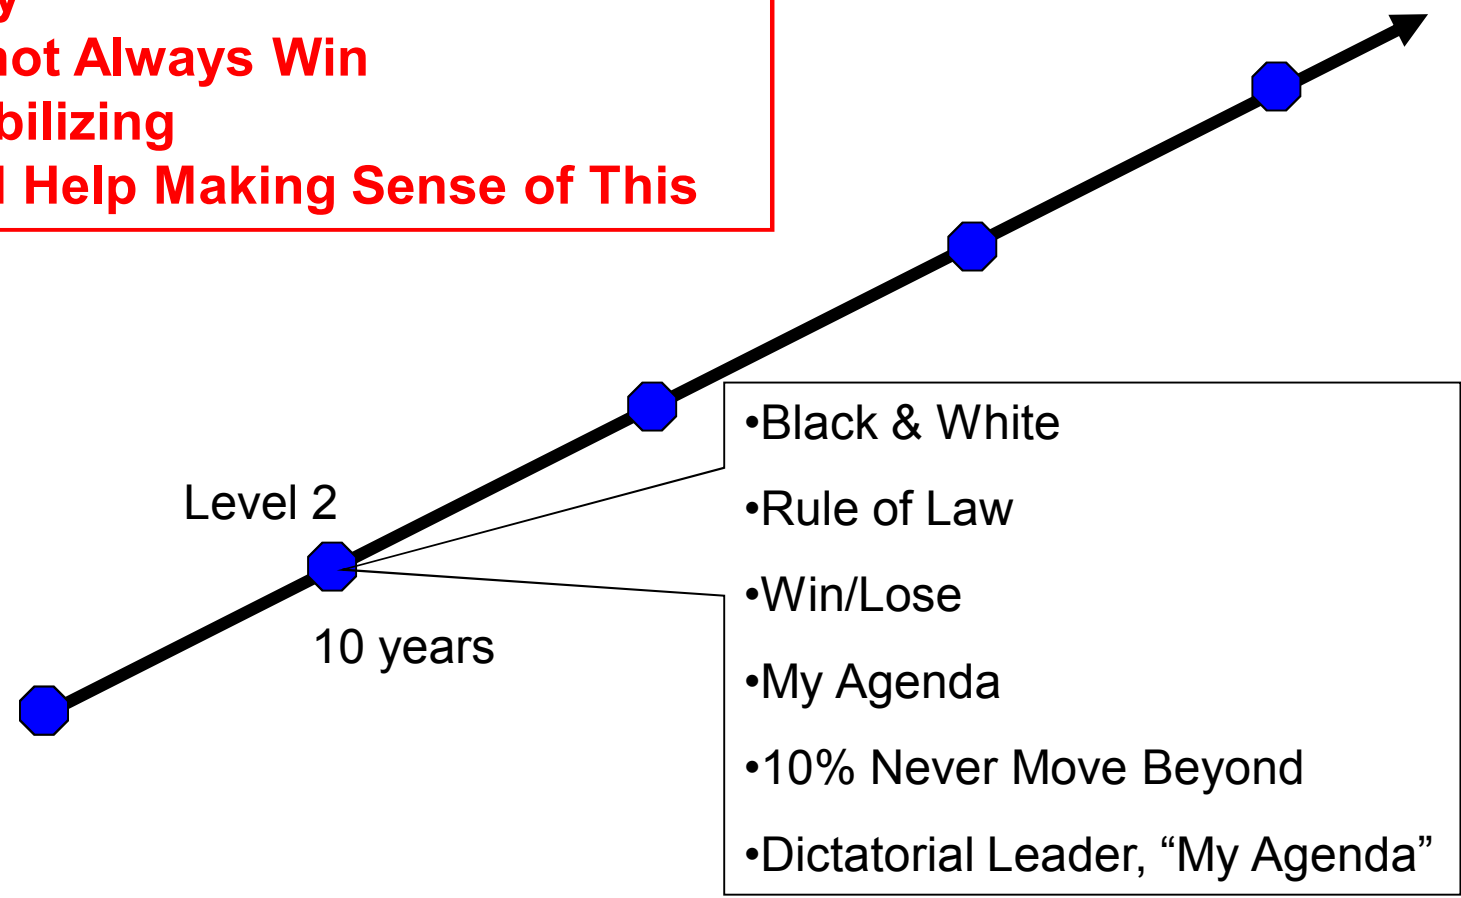 not Always Win
Help Making Sense of This
Level 2
10 years
•Black & White
•Rule of Law
•Win/Lose
•My Agenda
•10% Never Move Beyond
•Dictatorial Leader, “My Agenda”